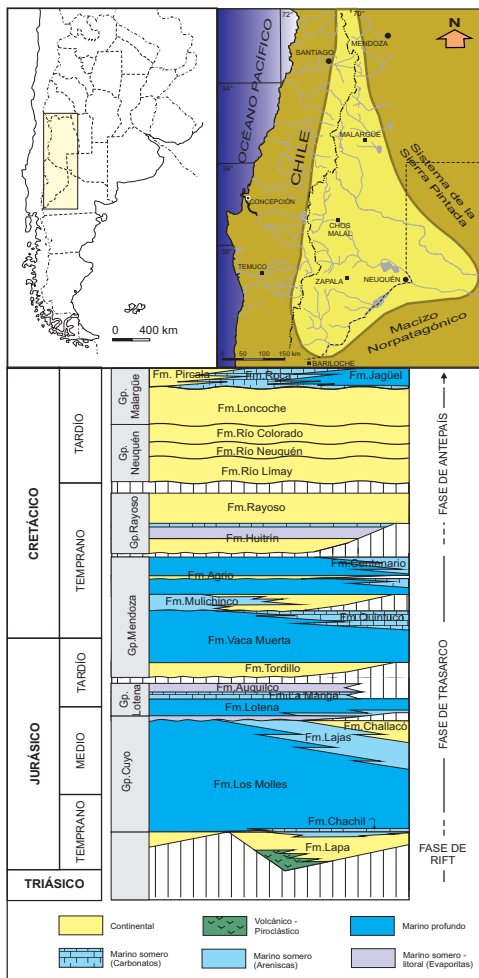 0 400 km
72°
70°
N
MENDOZA
SANTIAGO
OCÉANO PACÍFICO
34°
CHILE
MALARGÜE
Sistema de la
Sierra Pintada
36°
CONCEPCIÓN
CHOS
MALAL
38°
TEMUCO
ZAPALA
NEUQUÉN
Macizo
Norpatagónico
0 50 100 150 km
BARILOCHE
CRETÁCICO
JURÁSICO
TRIÁSICO
TARDÍO
TEMPRANO
TARDÍO
MEDIO
TEMPRANO
Gp.
Malargüe
Gp.
Neuquén
Gp.Rayoso
Gp.Mendoza
Gp.
Lotena
Gp.Cuyo
Fm. Pircala
Fm.Roca
Fm.Jagüel
Fm.Loncoche
Fm.Río Colorado
Fm.Río Neuquén
Fm.Río Limay
Fm.Rayoso
Fm.Huitrín
Fm.Centenario
Fm.Agrio
Fm.Mulichinco
Fm.Quintuco
Fm.Vaca Muerta
Fm.Tordillo
Fm.Auquilco
Fm.La Manga
Fm.Lotena
Fm.Challacó
Fm.Lajas
Fm.Los Molles
Fm.Chachil
Fm.Lapa
FASE DE ANTEPAÍS
FASE DE TRASARCO
FASE DE
RIFT
Continental
Volcánico -
Piroclástico
Marino profundo
Marino somero
(Carbonatos)
Marino somero
(Areniscas)
Marino somero -
litoral (Evaporitas)